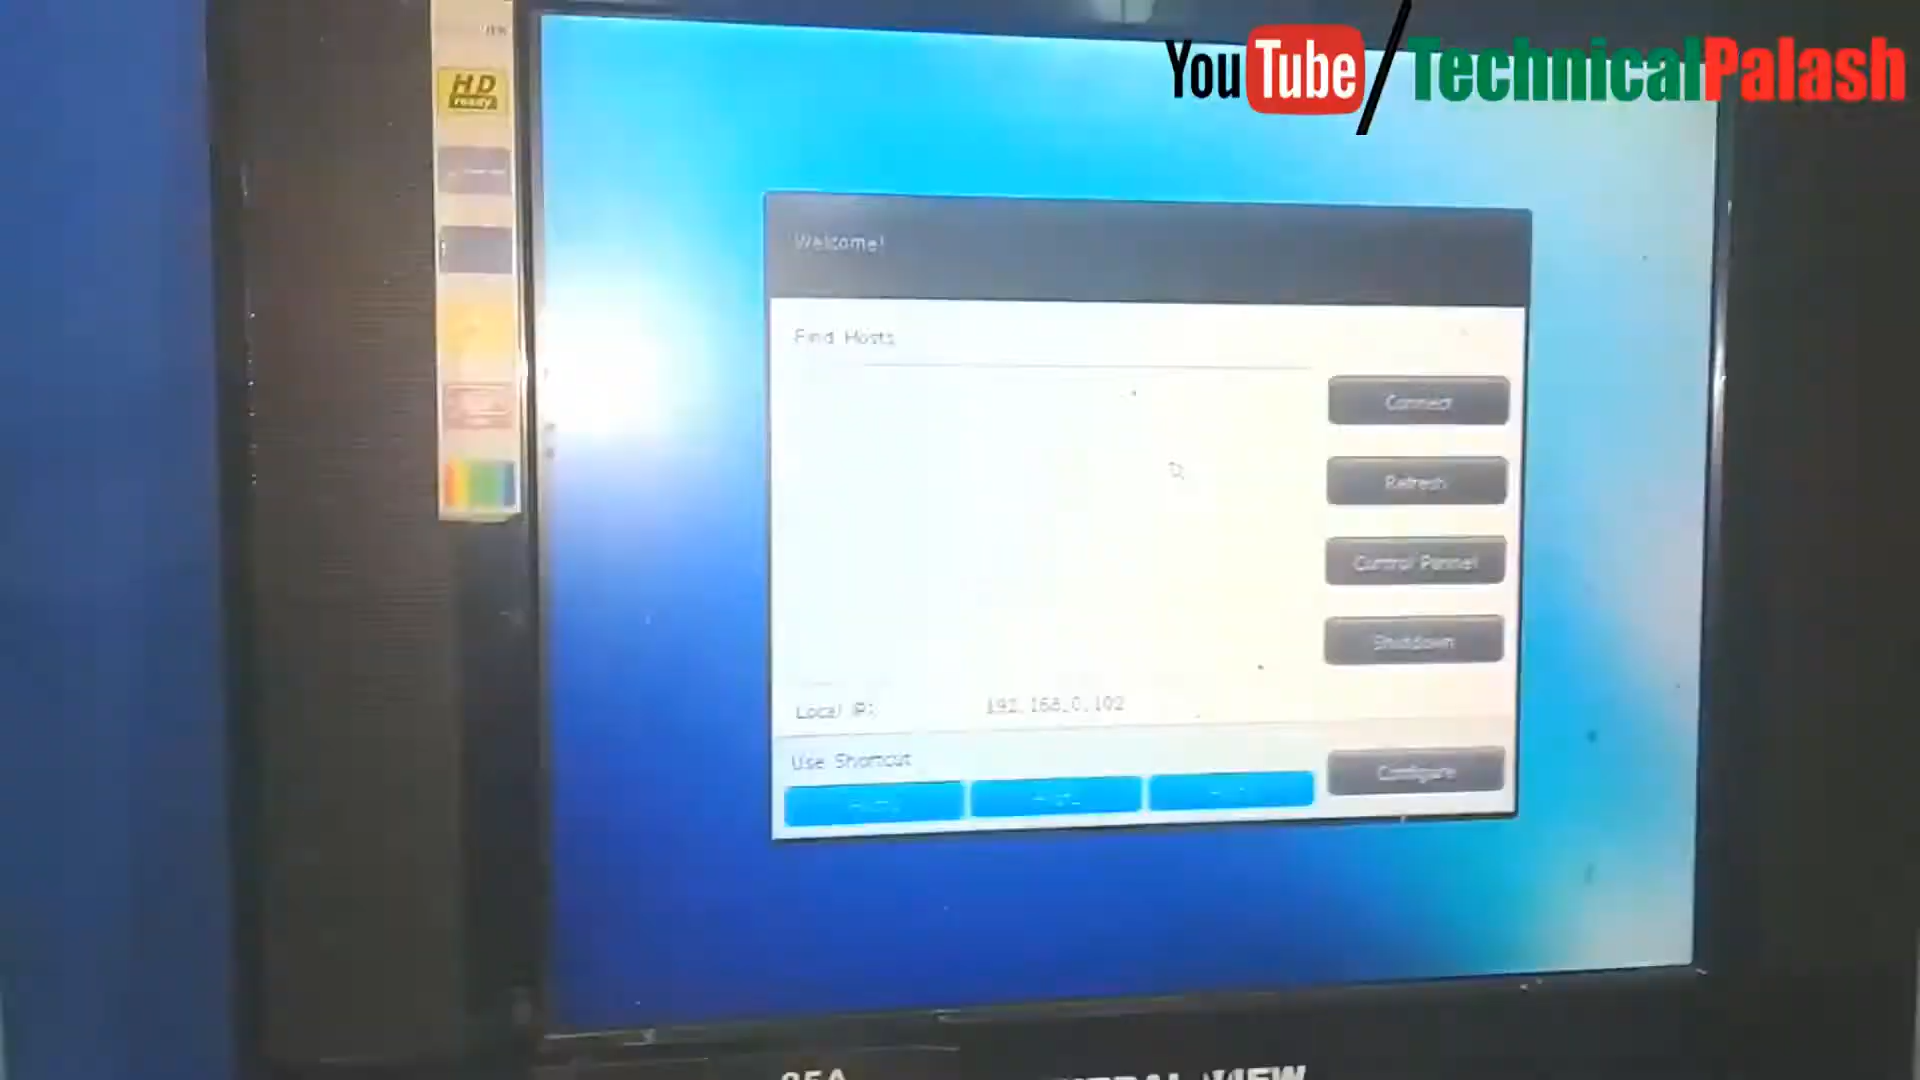 YouTube/TechnicalPalash
HD
ready
Welcome!
Find Hosts
Connect
Refresh
Control Pannel
Shutdown
Local IP: 192.168.0.102
Use Shortcut
Configure